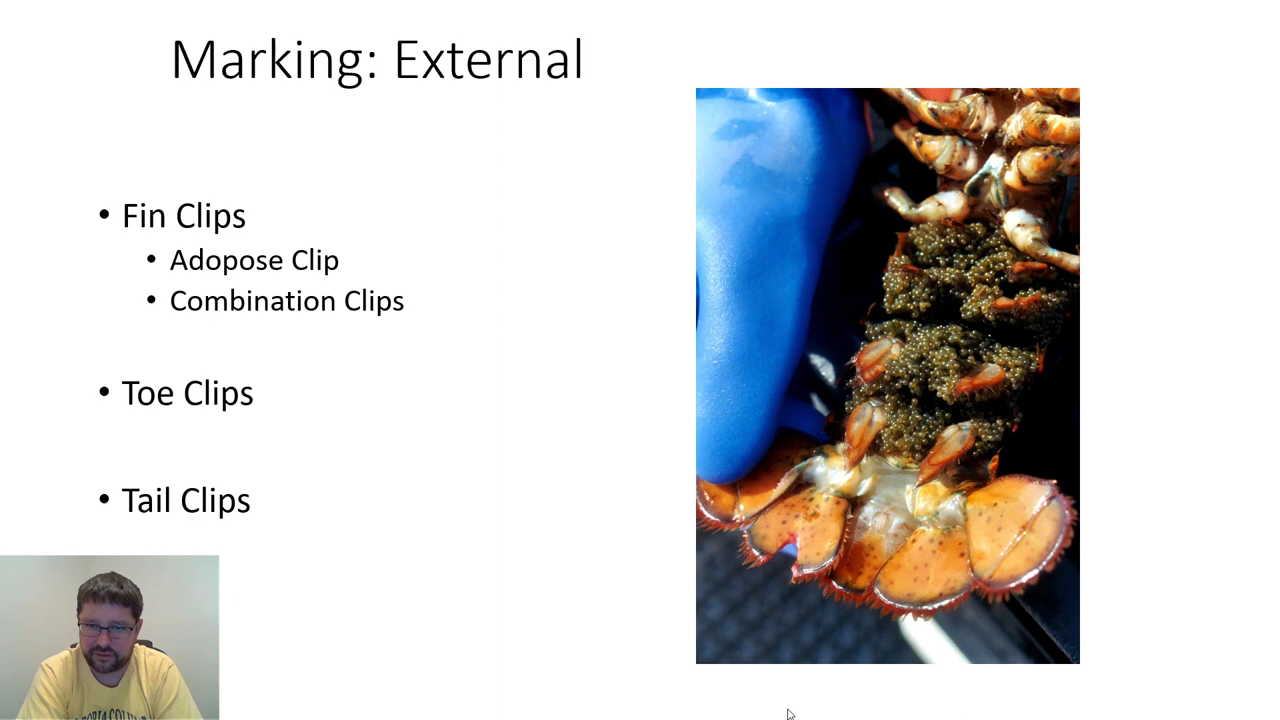 Marking: External
• Fin Clips
• Adopose Clip
• Combination Clips
• Toe Clips
• Tail Clips